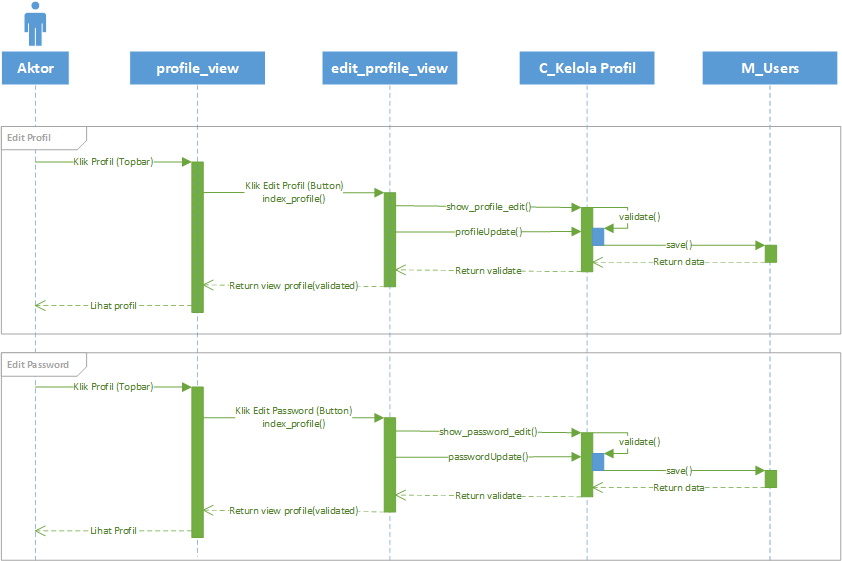 Aktor
profile_view
edit_profile_view
C_Kelola Profil
M_Users
Edit Profil
Klik Profil (Topbar)
Klik Edit Profil (Button)
index_profile()
show_profile_edit()
validate()
profileUpdate()
save()
Return data
Return validate
Return view profile(validated)
Lihat profil
Edit Password
Klik Profil (Topbar)
Klik Edit Password (Button)
index_profile()
show_password_edit()
validate()
passwordUpdate()
save()
Return data
Return validate
Return view profile(validated)
Lihat Profil